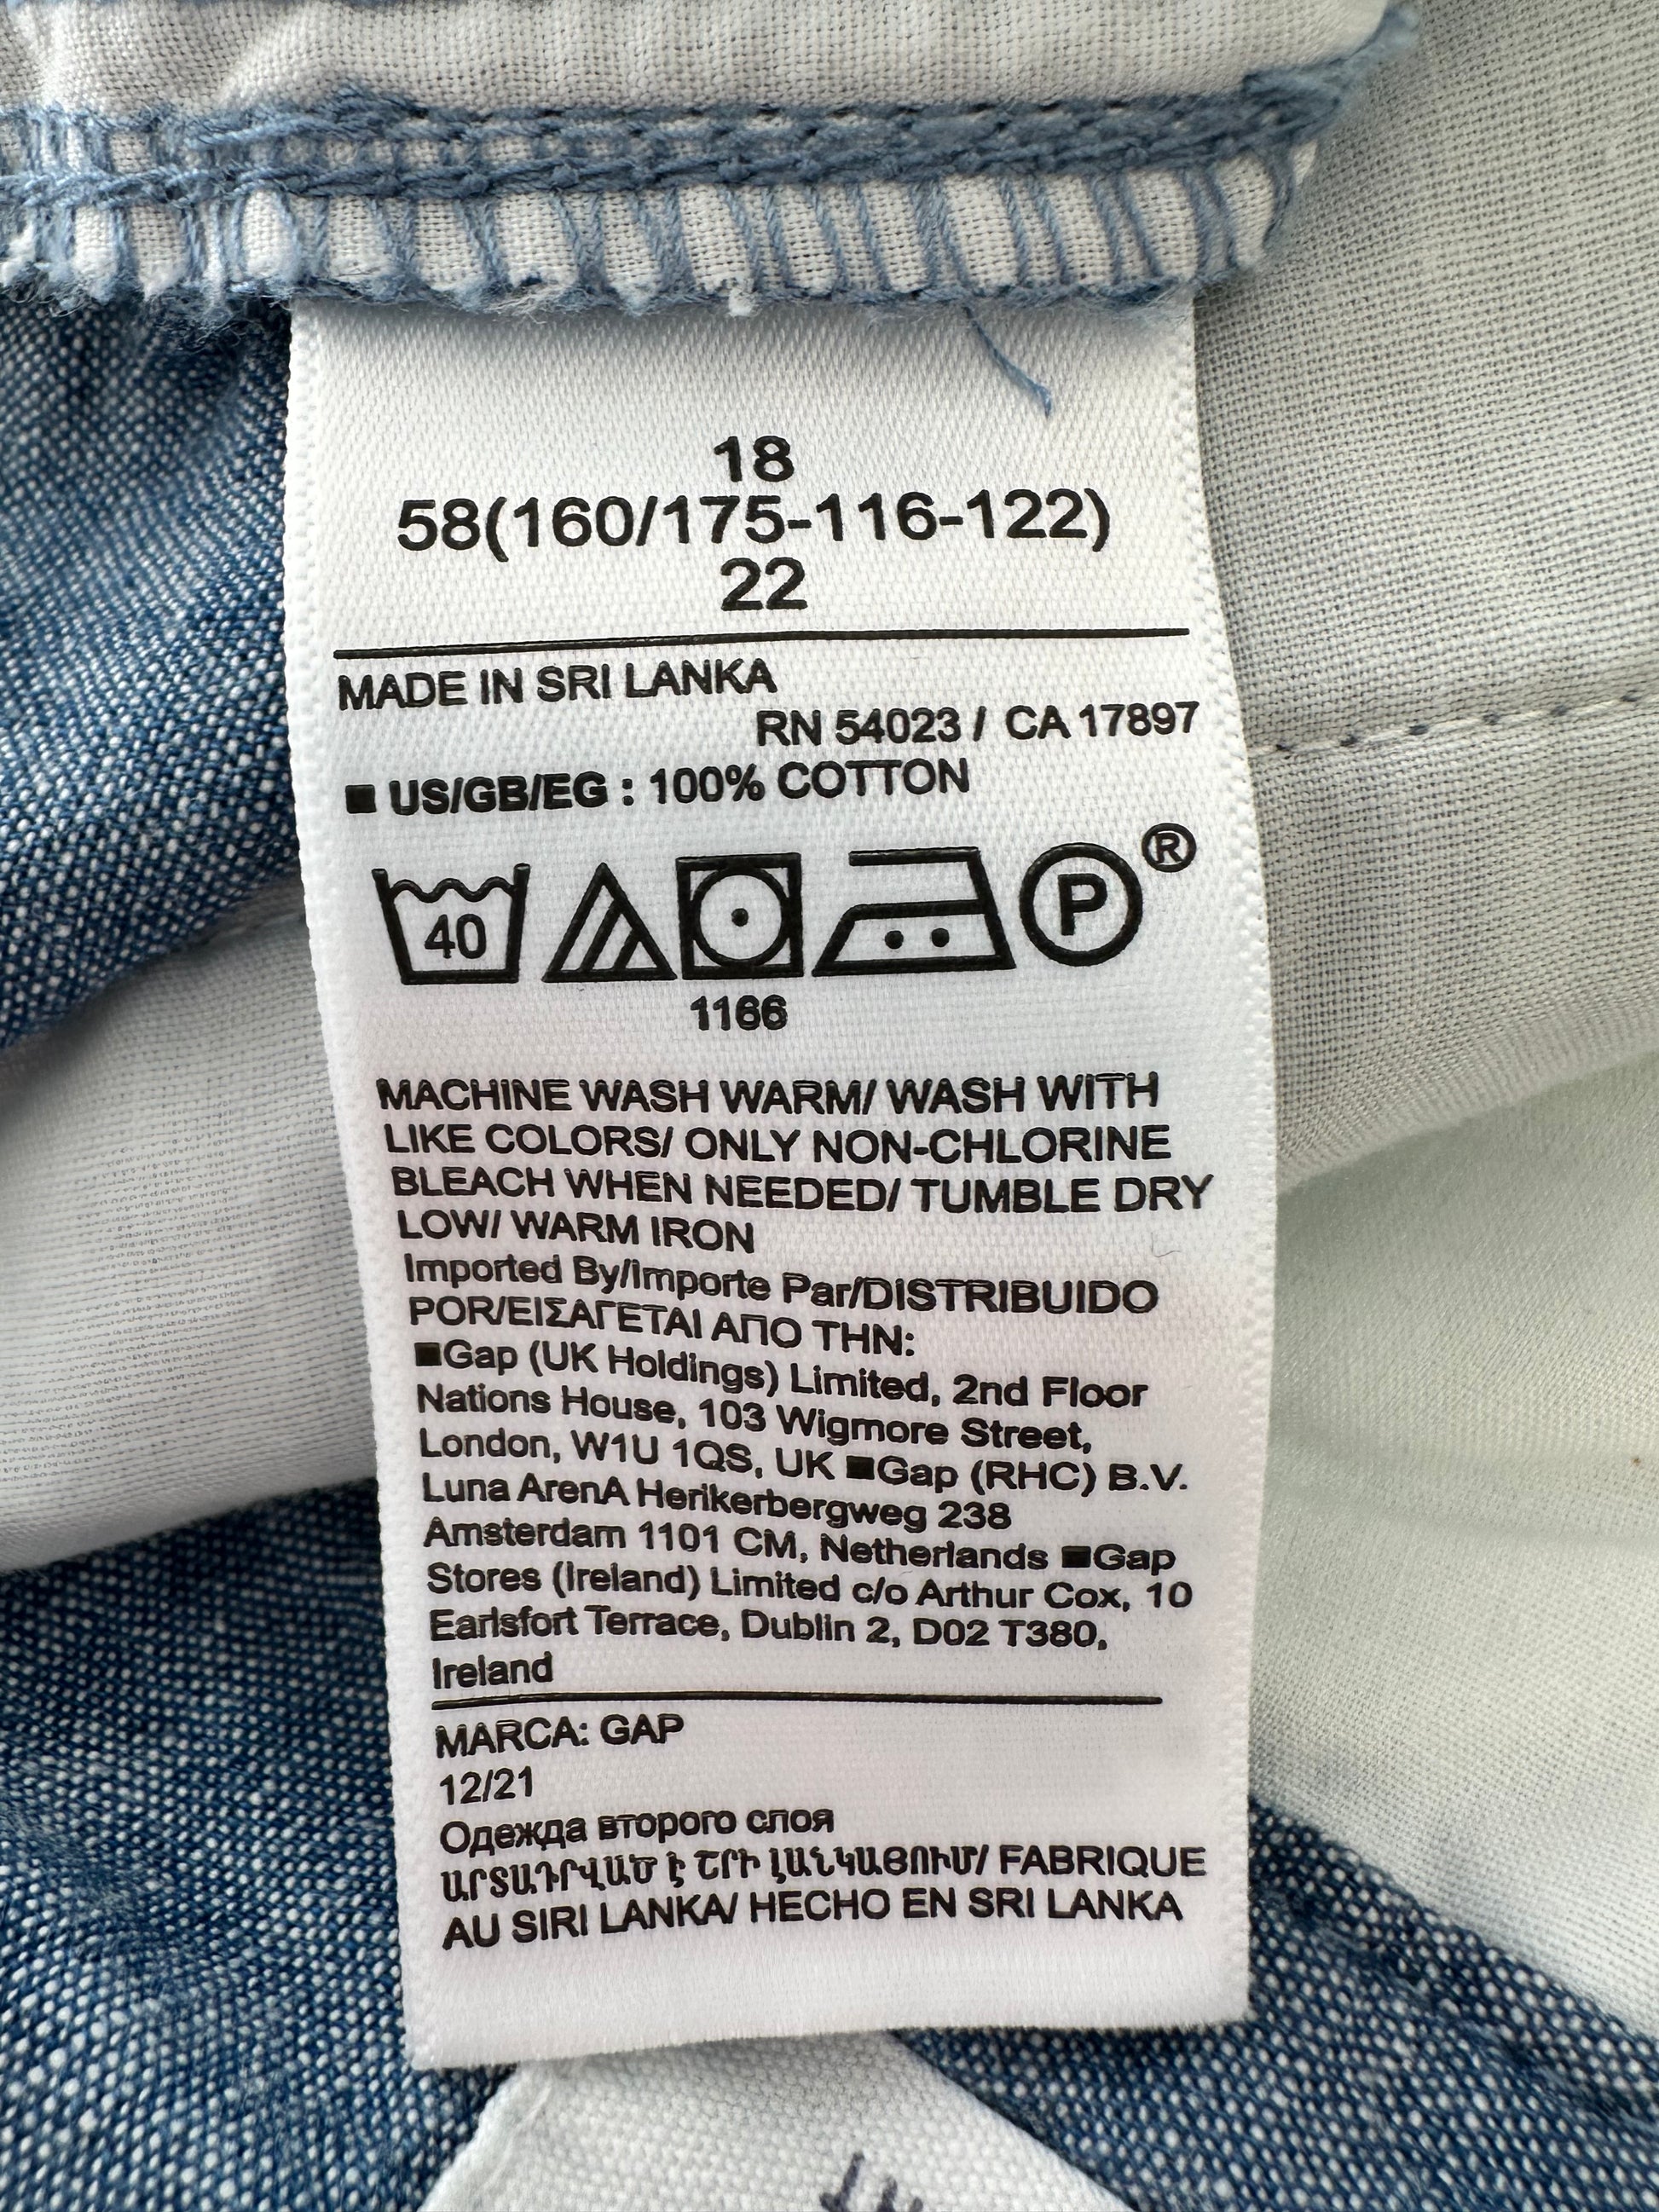 18
58(160/175-116-122)
22
MADE IN SRI LANKA
RN 54023 / CA 17897
■ US/GB/EG : 100% COTTON
40
P
®
1166
MACHINE WASH WARM/ WASH WITH
LIKE COLORS/ ONLY NON-CHLORINE
BLEACH WHEN NEEDED/ TUMBLE DRY
LOW/ WARM IRON
Imported By/Importe Par/DISTRIBUIDO
POR/ΕΙΣΑΓΕΤΑΙ ΑΠΟ ΤΗΝ:
■Gap (UK Holdings) Limited, 2nd Floor
Nations House, 103 Wigmore Street,
London, W1U 1QS, UK ■Gap (RHC) B.V.
Luna ArenA Herikerbergweg 238
Amsterdam 1101 CM, Netherlands ■Gap
Stores (Ireland) Limited c/o Arthur Cox, 10
Earlsfort Terrace, Dublin 2, D02 T380,
Ireland
MARCA: GAP
12/21
Одежда второго слоя
ԱՐՏԱԴՐՎԱԾ է ՇՐԻ ԼԱՆԿԱՅՈՒՄ/ FABRIQUE
AU SIRI LANKA/ HECHO EN SRI LANKA